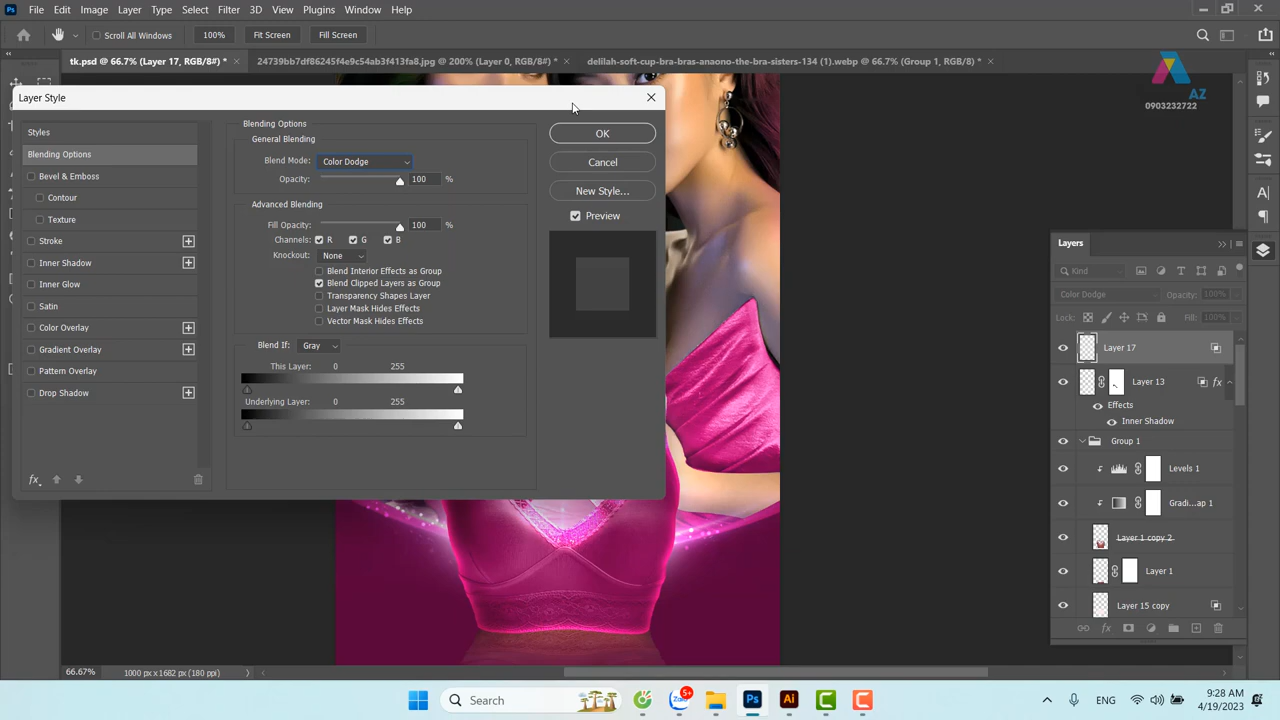 File Edit Image Layer Type Select Filter 3D View Plugins Window Help
Scroll All Windows 100% Fit Screen Fill Screen
tk.psd @ 66.7% (Layer 17, RGB/8#) * 24739bb7df86245f4e9c54ab3f413fa8.jpg @ 200% (Layer 0, RGB/8#) * delilah-soft-cup-bra-bras-anaono-the-bra-sisters-134 (1).webp @ 66.7% (Group 1, RGB/8) *
AZ
0903232722
Layer Style
Styles
Blending Options
Bevel & Emboss
Contour
Texture
Stroke
Inner Shadow
Inner Glow
Satin
Color Overlay
Gradient Overlay
Pattern Overlay
Drop Shadow
fx
Blending Options
General Blending
Blend Mode: Color Dodge
Opacity: 100 %
Advanced Blending
Fill Opacity: 100 %
Channels: R G B
Knockout: None
Blend Interior Effects as Group
Blend Clipped Layers as Group
Transparency Shapes Layer
Layer Mask Hides Effects
Vector Mask Hides Effects
Blend If: Gray
This Layer: 0 255
Underlying Layer: 0 255
OK
Cancel
New Style...
Preview
Layers
Kind
Color Dodge Opacity: 100%
Lock: Fill: 100%
Layer 17
Layer 13 fx
Effects
Inner Shadow
Group 1
Levels 1
Gradi...ap 1
Layer 1 copy 2
Layer 1
Layer 15 copy
fx
66.67% 1000 px x 1682 px (180 ppi)
Search
Zalo
5+
Ps
Ai
ENG
9:28 AM
4/19/2023